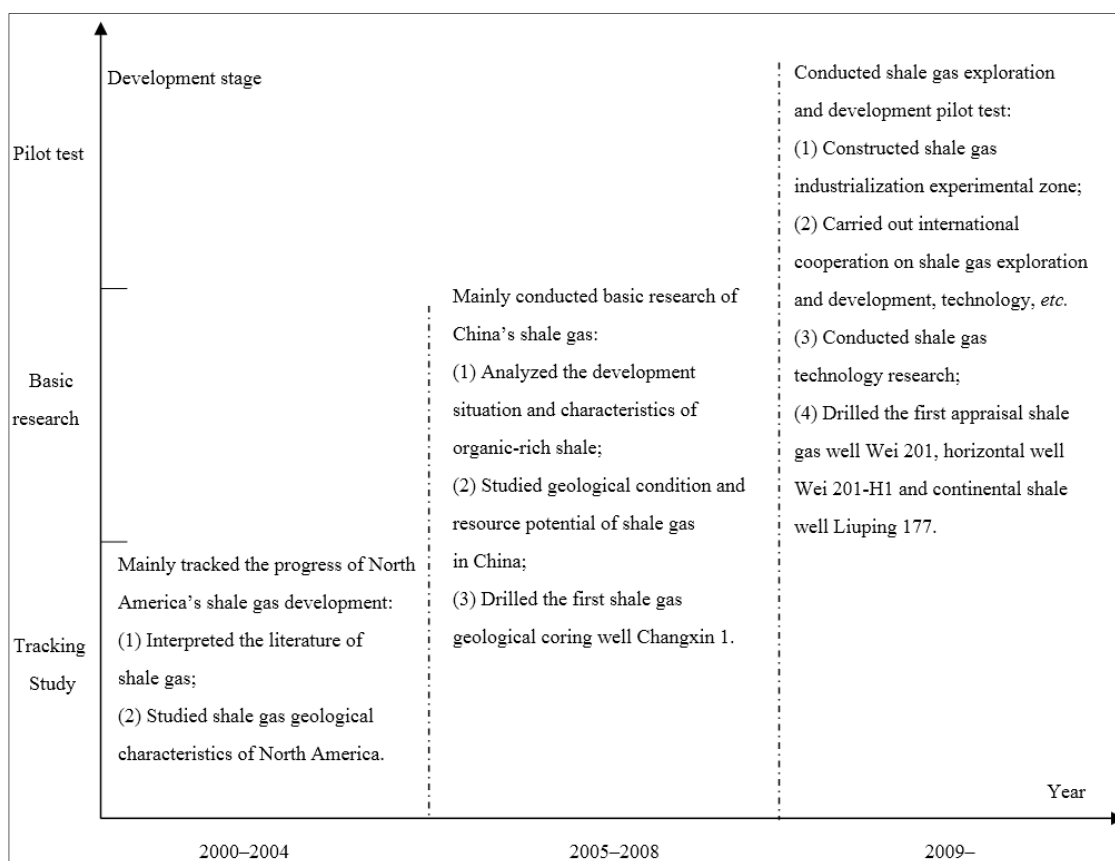 Development stage
Pilot test
Basic
research
Tracking
Study
Mainly tracked the progress of North
America's shale gas development:
(1) Interpreted the literature of
shale gas;
(2) Studied shale gas geological
characteristics of North America.
Mainly conducted basic research of
China's shale gas:
(1) Analyzed the development
situation and characteristics of
organic-rich shale;
(2) Studied geological condition and
resource potential of shale gas
in China;
(3) Drilled the first shale gas
geological coring well Changxin 1.
Conducted shale gas exploration
and development pilot test:
(1) Constructed shale gas
industrialization experimental zone;
(2) Carried out international
cooperation on shale gas exploration
and development, technology, etc.
(3) Conducted shale gas
technology research;
(4) Drilled the first appraisal shale
gas well Wei 201, horizontal well
Wei 201-H1 and continental shale
well Liuping 177.
Year
2000–2004
2005–2008
2009–